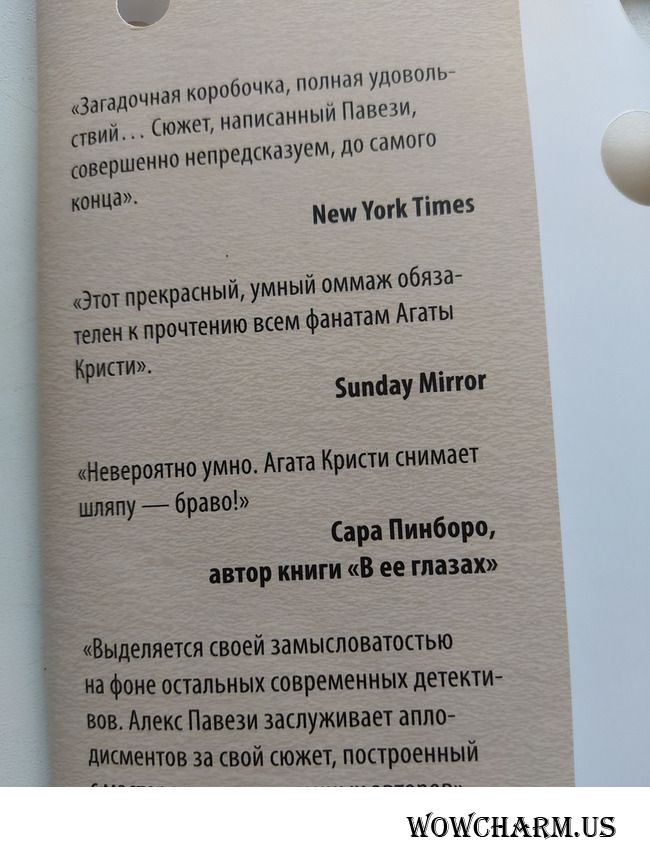 «Загадочная коробочка, полная удоволь-
ствий... Сюжет, написанный Павези,
совершенно непредсказуем, до самого
конца».
New York Times
«Этот прекрасный, умный оммаж обяза-
телен к прочтению всем фанатам Агаты
Кристи».
Sunday Mirror
«Невероятно умно. Агата Кристи снимает
шляпу — браво!»
Сара Пинборо,
автор книги «В ее глазах»
«Выделяется своей замысловатостью
на фоне остальных современных детекти-
вов. Алекс Павези заслуживает апло-
дисментов за свой сюжет, построенный
WOWCHARM.US